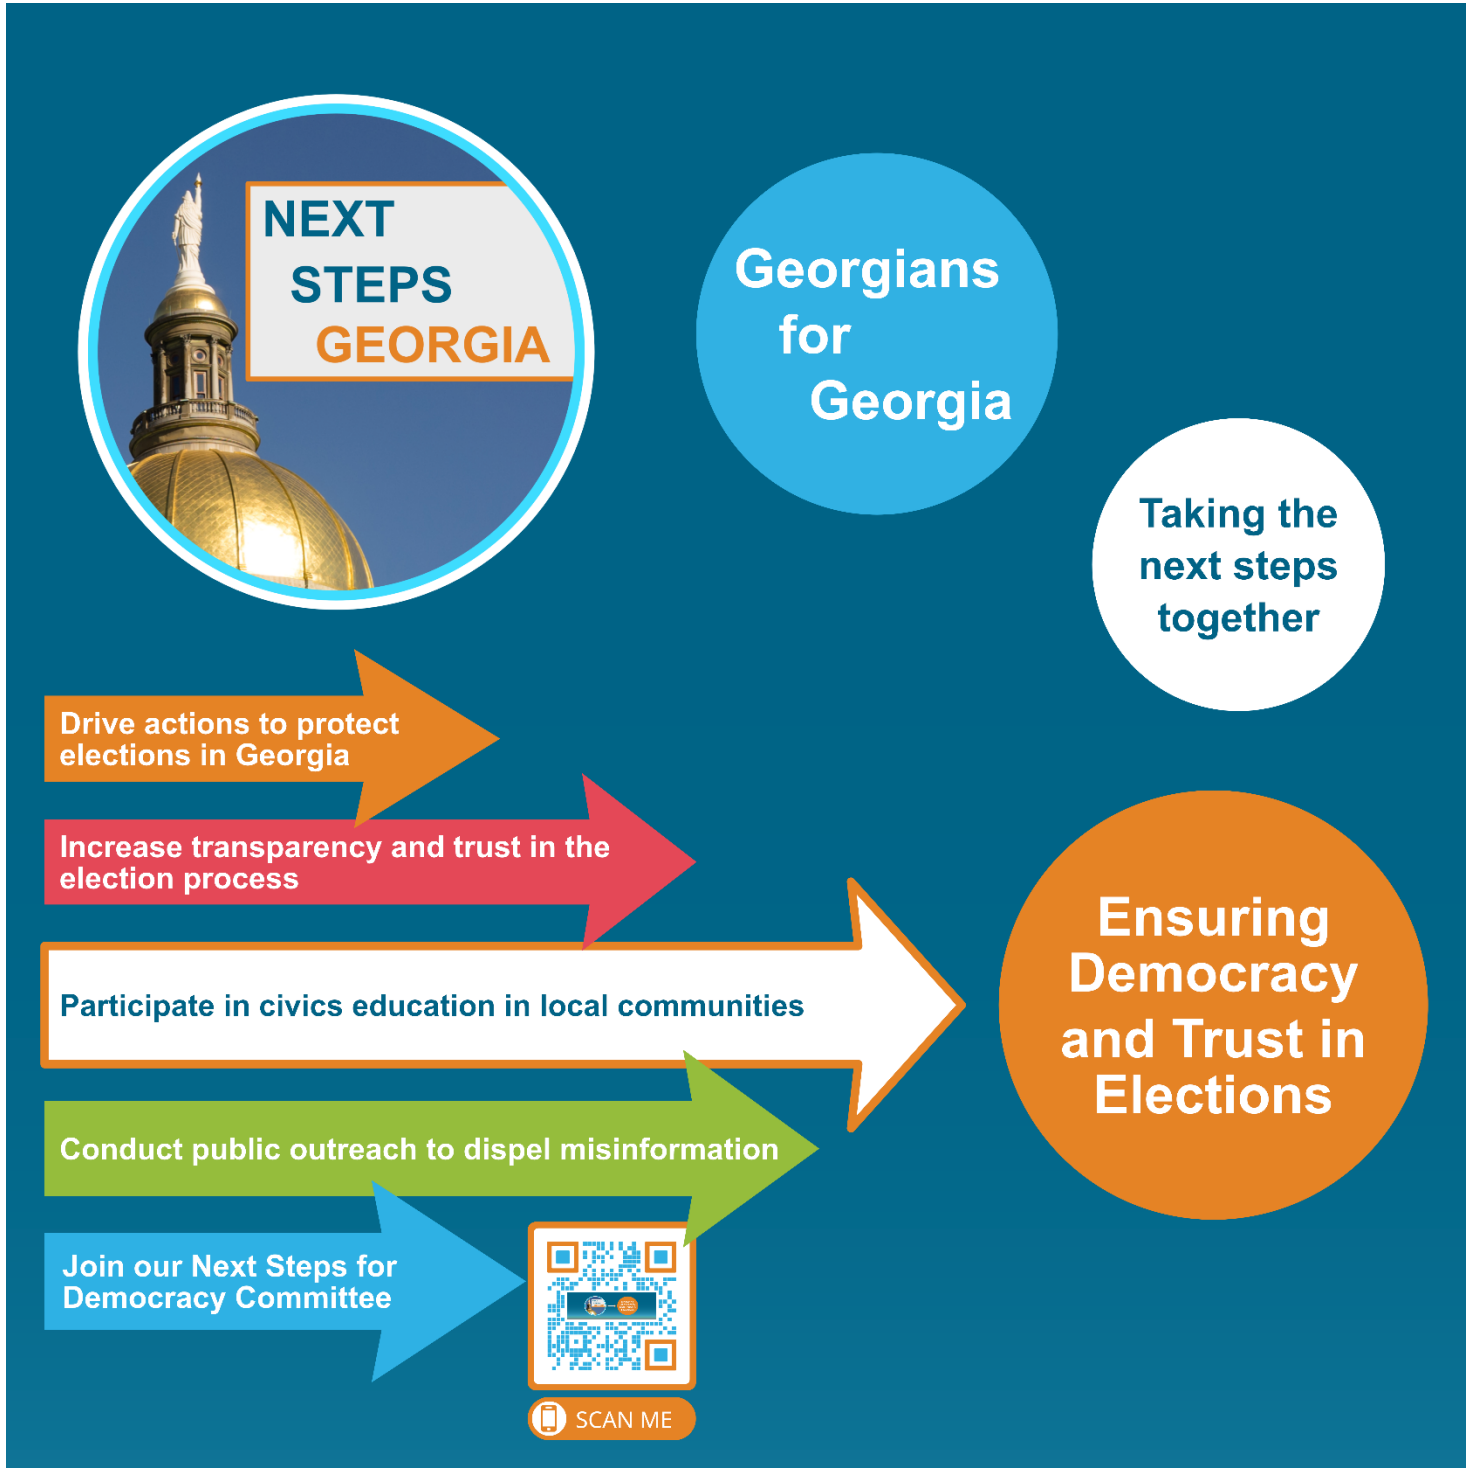 NEXT
STEPS
GEORGIA
Georgians
for
Georgia
Taking the
next steps
together
Drive actions to protect
elections in Georgia
Increase transparency and trust in the
election process
Participate in civics education in local communities
Conduct public outreach to dispel misinformation
Join our Next Steps for
Democracy Committee
Ensuring
Democracy
and Trust in
Elections
SCAN ME